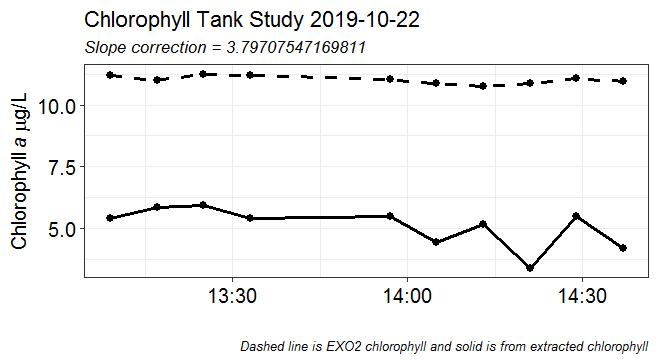 Chlorophyll Tank Study 2019-10-22
Slope correction = 3.79707547169811
Chlorophyll a µg/L
10.0
7.5
5.0
13:30 14:00 14:30
Dashed line is EXO2 chlorophyll and solid is from extracted chlorophyll